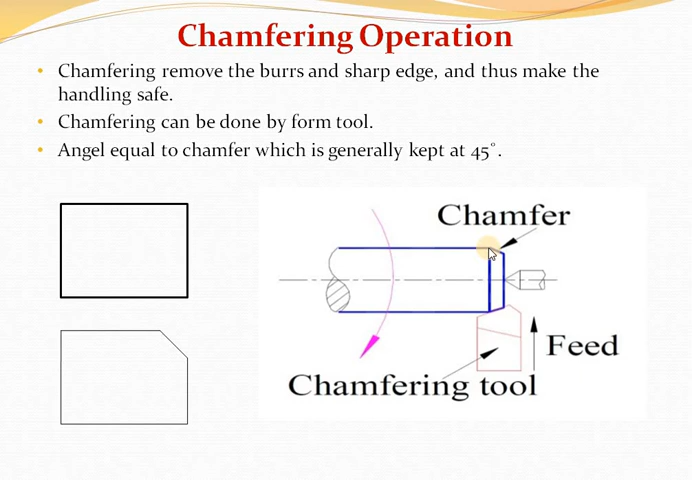 Chamfering Operation
• Chamfering remove the burrs and sharp edge, and thus make the
handling safe.
• Chamfering can be done by form tool.
• Angel equal to chamfer which is generally kept at 45°.
Chamfer
Feed
Chamfering tool